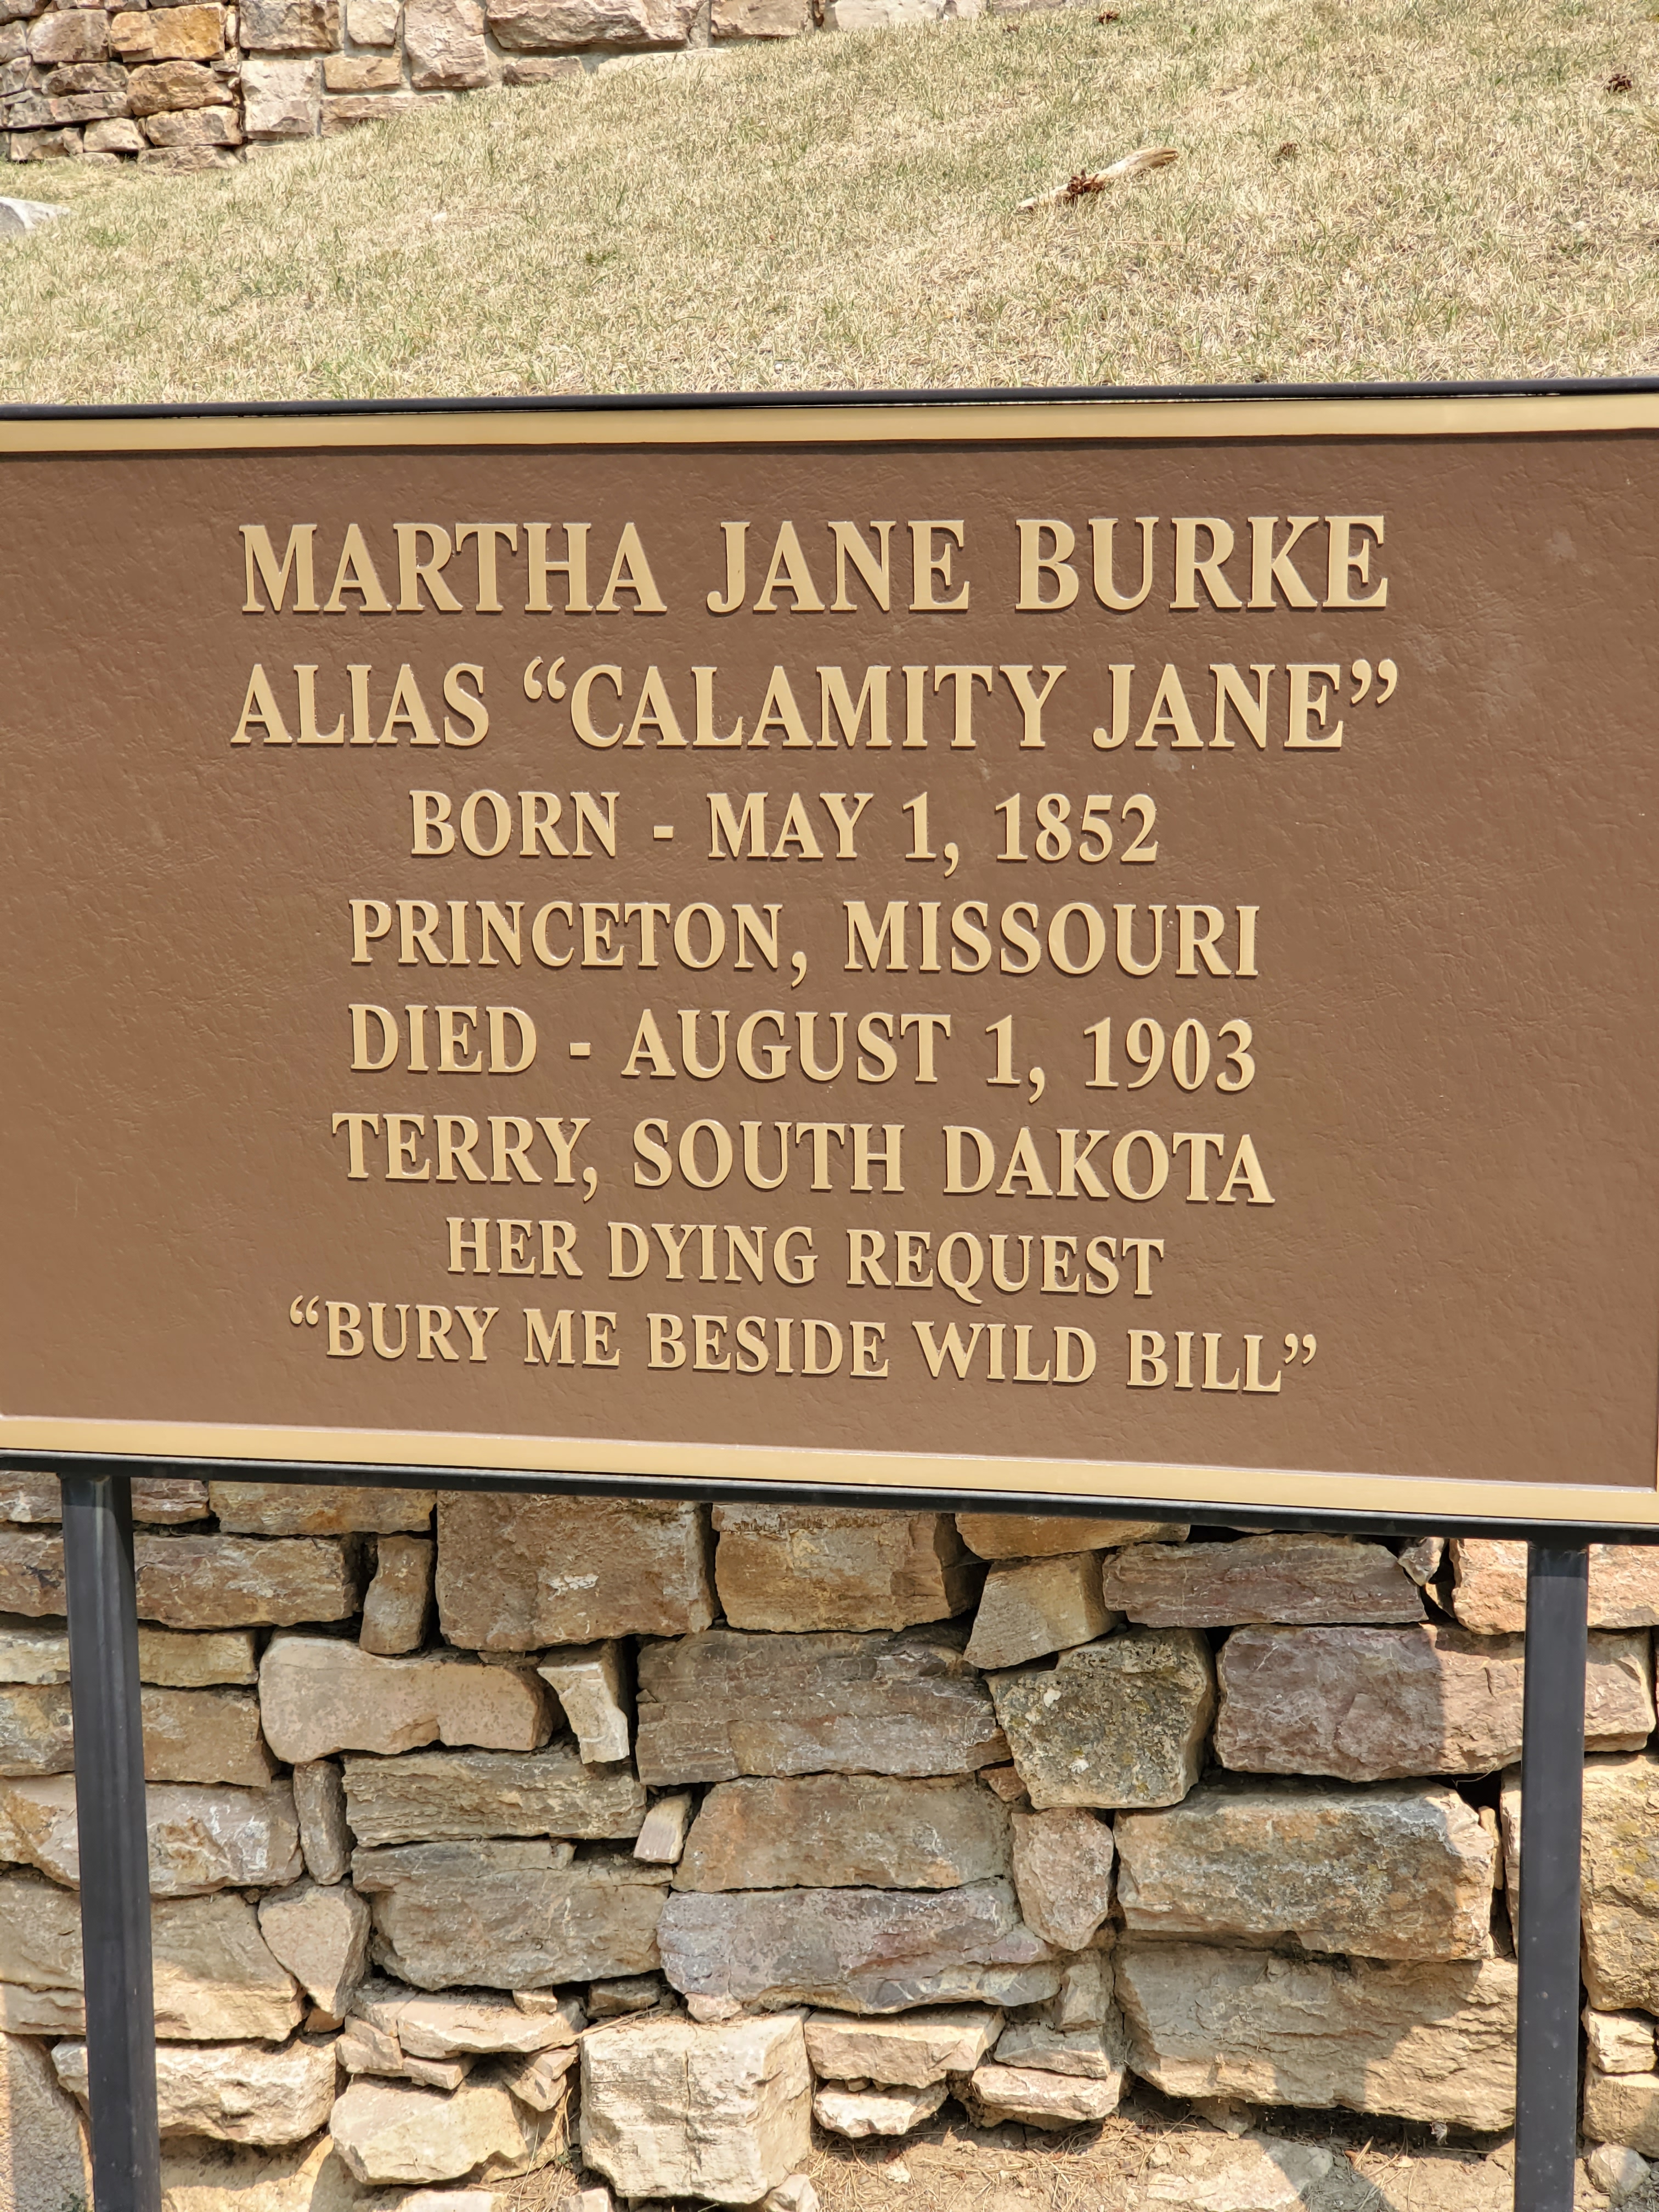 MARTHA JANE BURKE
ALIAS “CALAMITY JANE”
BORN - MAY 1, 1852
PRINCETON, MISSOURI
DIED - AUGUST 1, 1903
TERRY, SOUTH DAKOTA
HER DYING REQUEST
“BURY ME BESIDE WILD BILL”